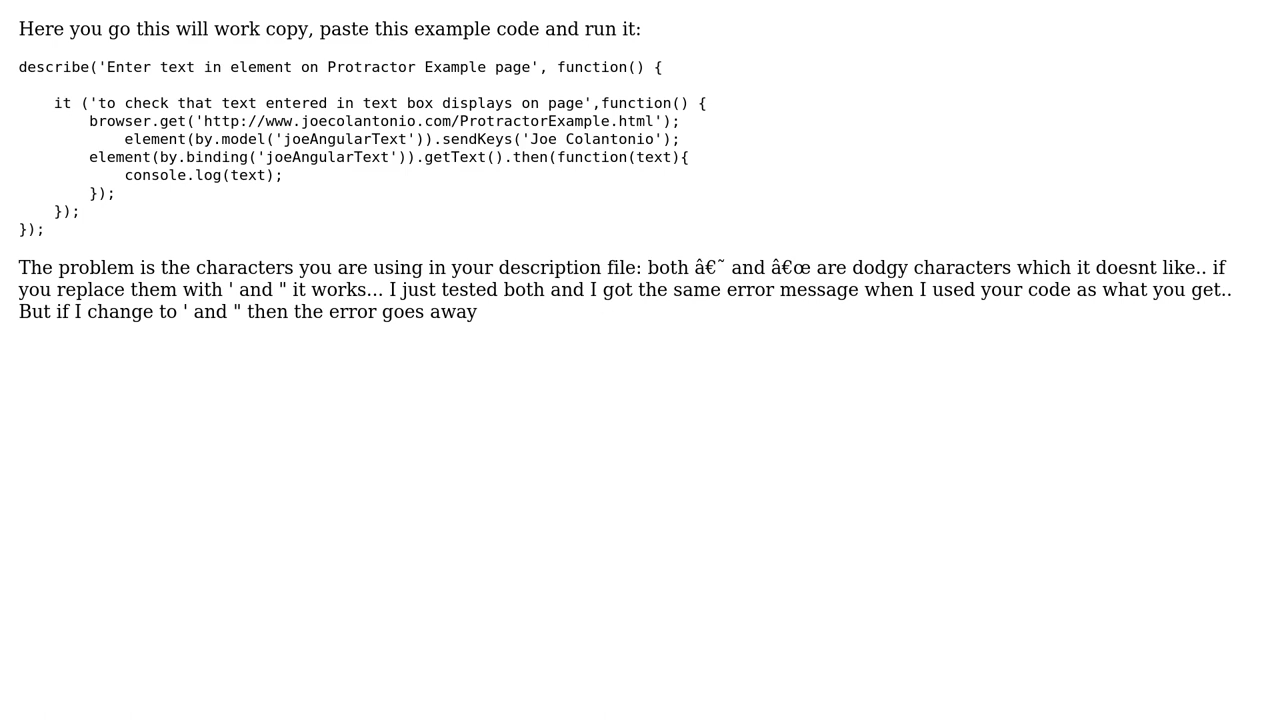 Here you go this will work copy, paste this example code and run it:
describe('Enter text in element on Protractor Example page', function() {
    it ('to check that text entered in text box displays on page',function() {
        browser.get('http://www.joecolantonio.com/ProtractorExample.html');
            element(by.model('joeAngularText')).sendKeys('Joe Colantonio');
        element(by.binding('joeAngularText')).getText().then(function(text){
            console.log(text);
        });
    });
});
The problem is the characters you are using in your description file: both â€˜ and â€œ are dodgy characters which it doesnt like.. if
you replace them with ' and " it works... I just tested both and I got the same error message when I used your code as what you get..
But if I change to ' and " then the error goes away